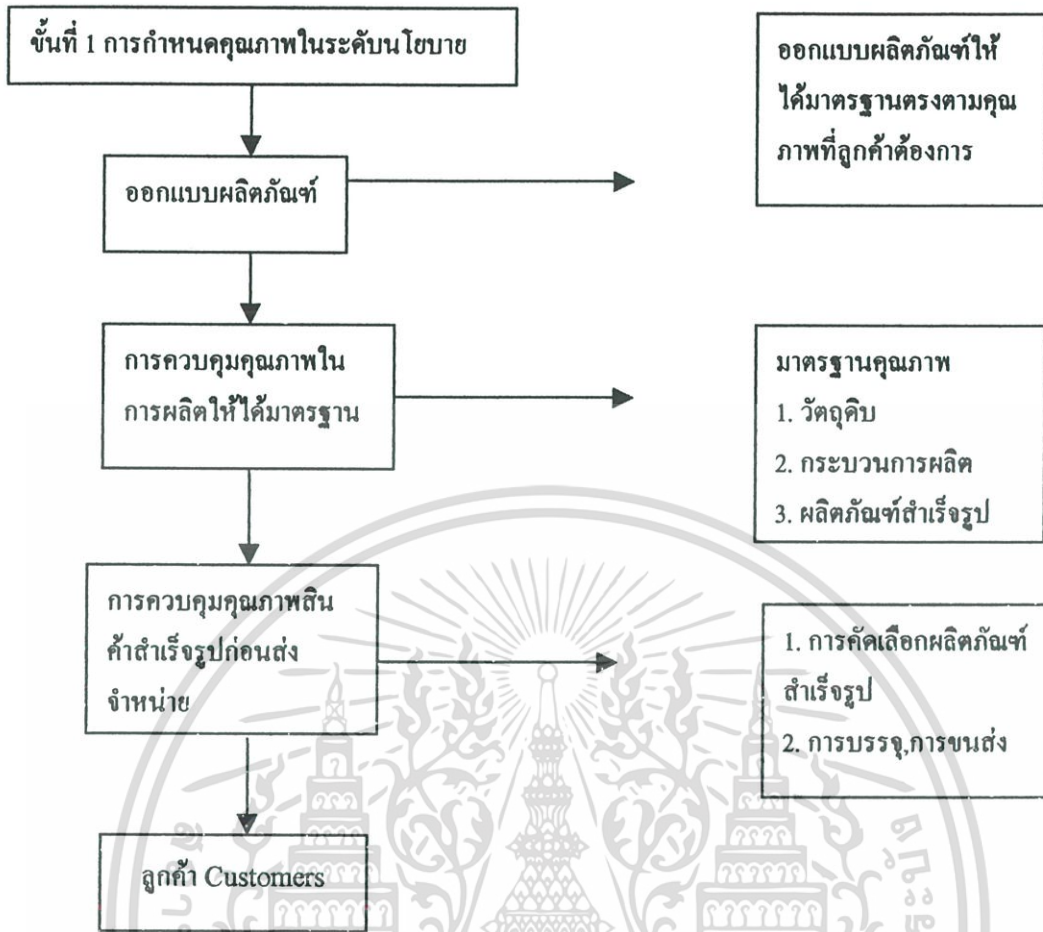 ขั้นที่ 1 การกำหนดคุณภาพในระดับนโยบาย
ออกแบบผลิตภัณฑ์ให้
ได้มาตรฐานตรงตามคุณ
ภาพที่ลูกค้าต้องการ
ออกแบบผลิตภัณฑ์
การควบคุมคุณภาพใน
การผลิตให้ได้มาตรฐาน
มาตรฐานคุณภาพ
1. วัตถุดิบ
2. กระบวนการผลิต
3. ผลิตภัณฑ์สำเร็จรูป
การควบคุมคุณภาพสิน
ค้าสำเร็จรูปก่อนส่ง
จำหน่าย
1. การคัดเลือกผลิตภัณฑ์
สำเร็จรูป
2. การบรรจุ,การขนส่ง
ลูกค้า Customers